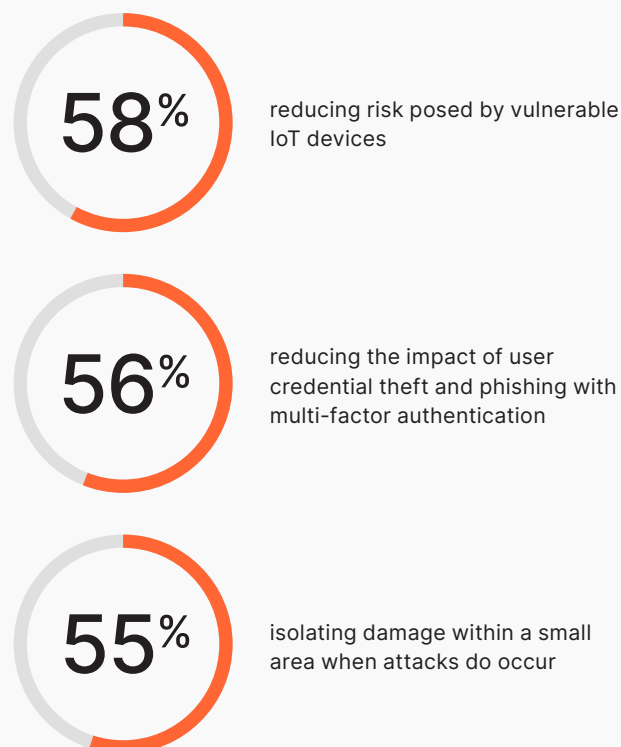 58%
reducing risk posed by vulnerable
IoT devices
56%
reducing the impact of user
credential theft and phishing with
multi-factor authentication
55%
isolating damage within a small
area when attacks do occur